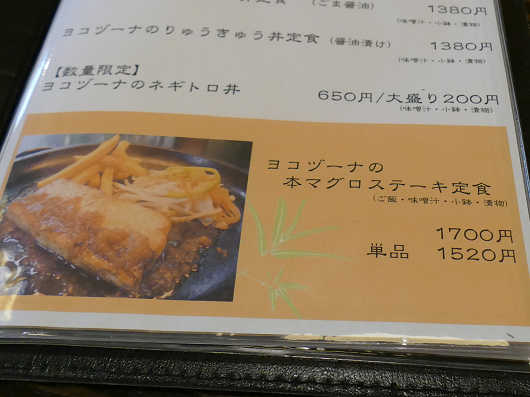 丼定食 (ごま醤油) 1380円
(味噌汁・小鉢・漬物)
ヨコヅーナのりゅうきゅう丼定食 (醤油漬け) 1380円
(味噌汁・小鉢・漬物)
【数量限定】
ヨコヅーナのネギトロ丼 650円/大盛り200円
(味噌汁・小鉢・漬物)
ヨコヅーナの
本マグロステーキ定食
(ご飯・味噌汁・小鉢・漬物)
1700円
単品 1520円